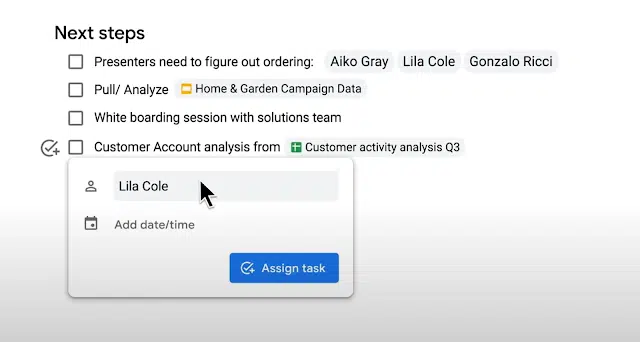 Next steps
Presenters need to figure out ordering: Aiko Gray Lila Cole Gonzalo Ricci
Pull/ Analyze Home & Garden Campaign Data
White boarding session with solutions team
Customer Account analysis from Customer activity analysis Q3
Lila Cole
Add date/time
Assign task